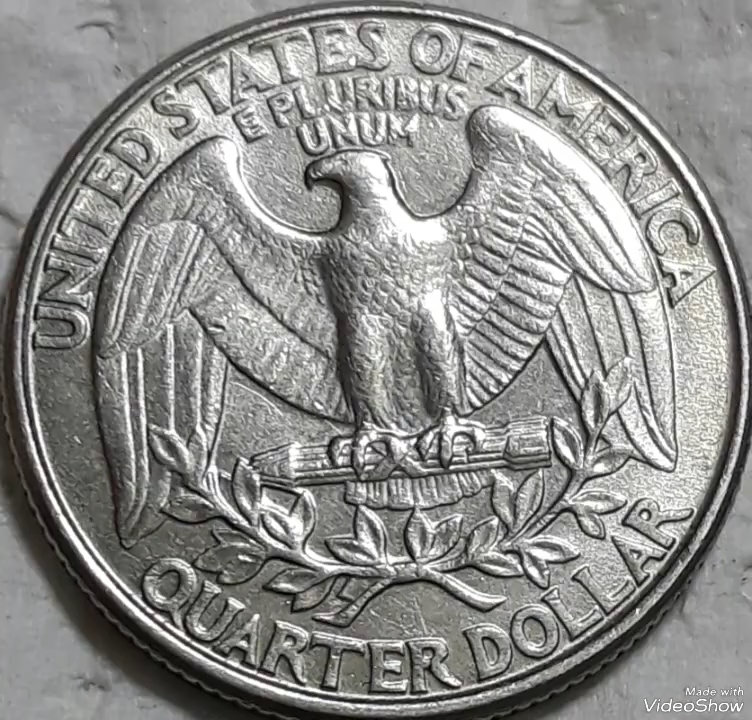 UNITED STATES OF AMERICA
E PLURIBUS
UNUM
QUARTER DOLLAR
Made with
VideoShow